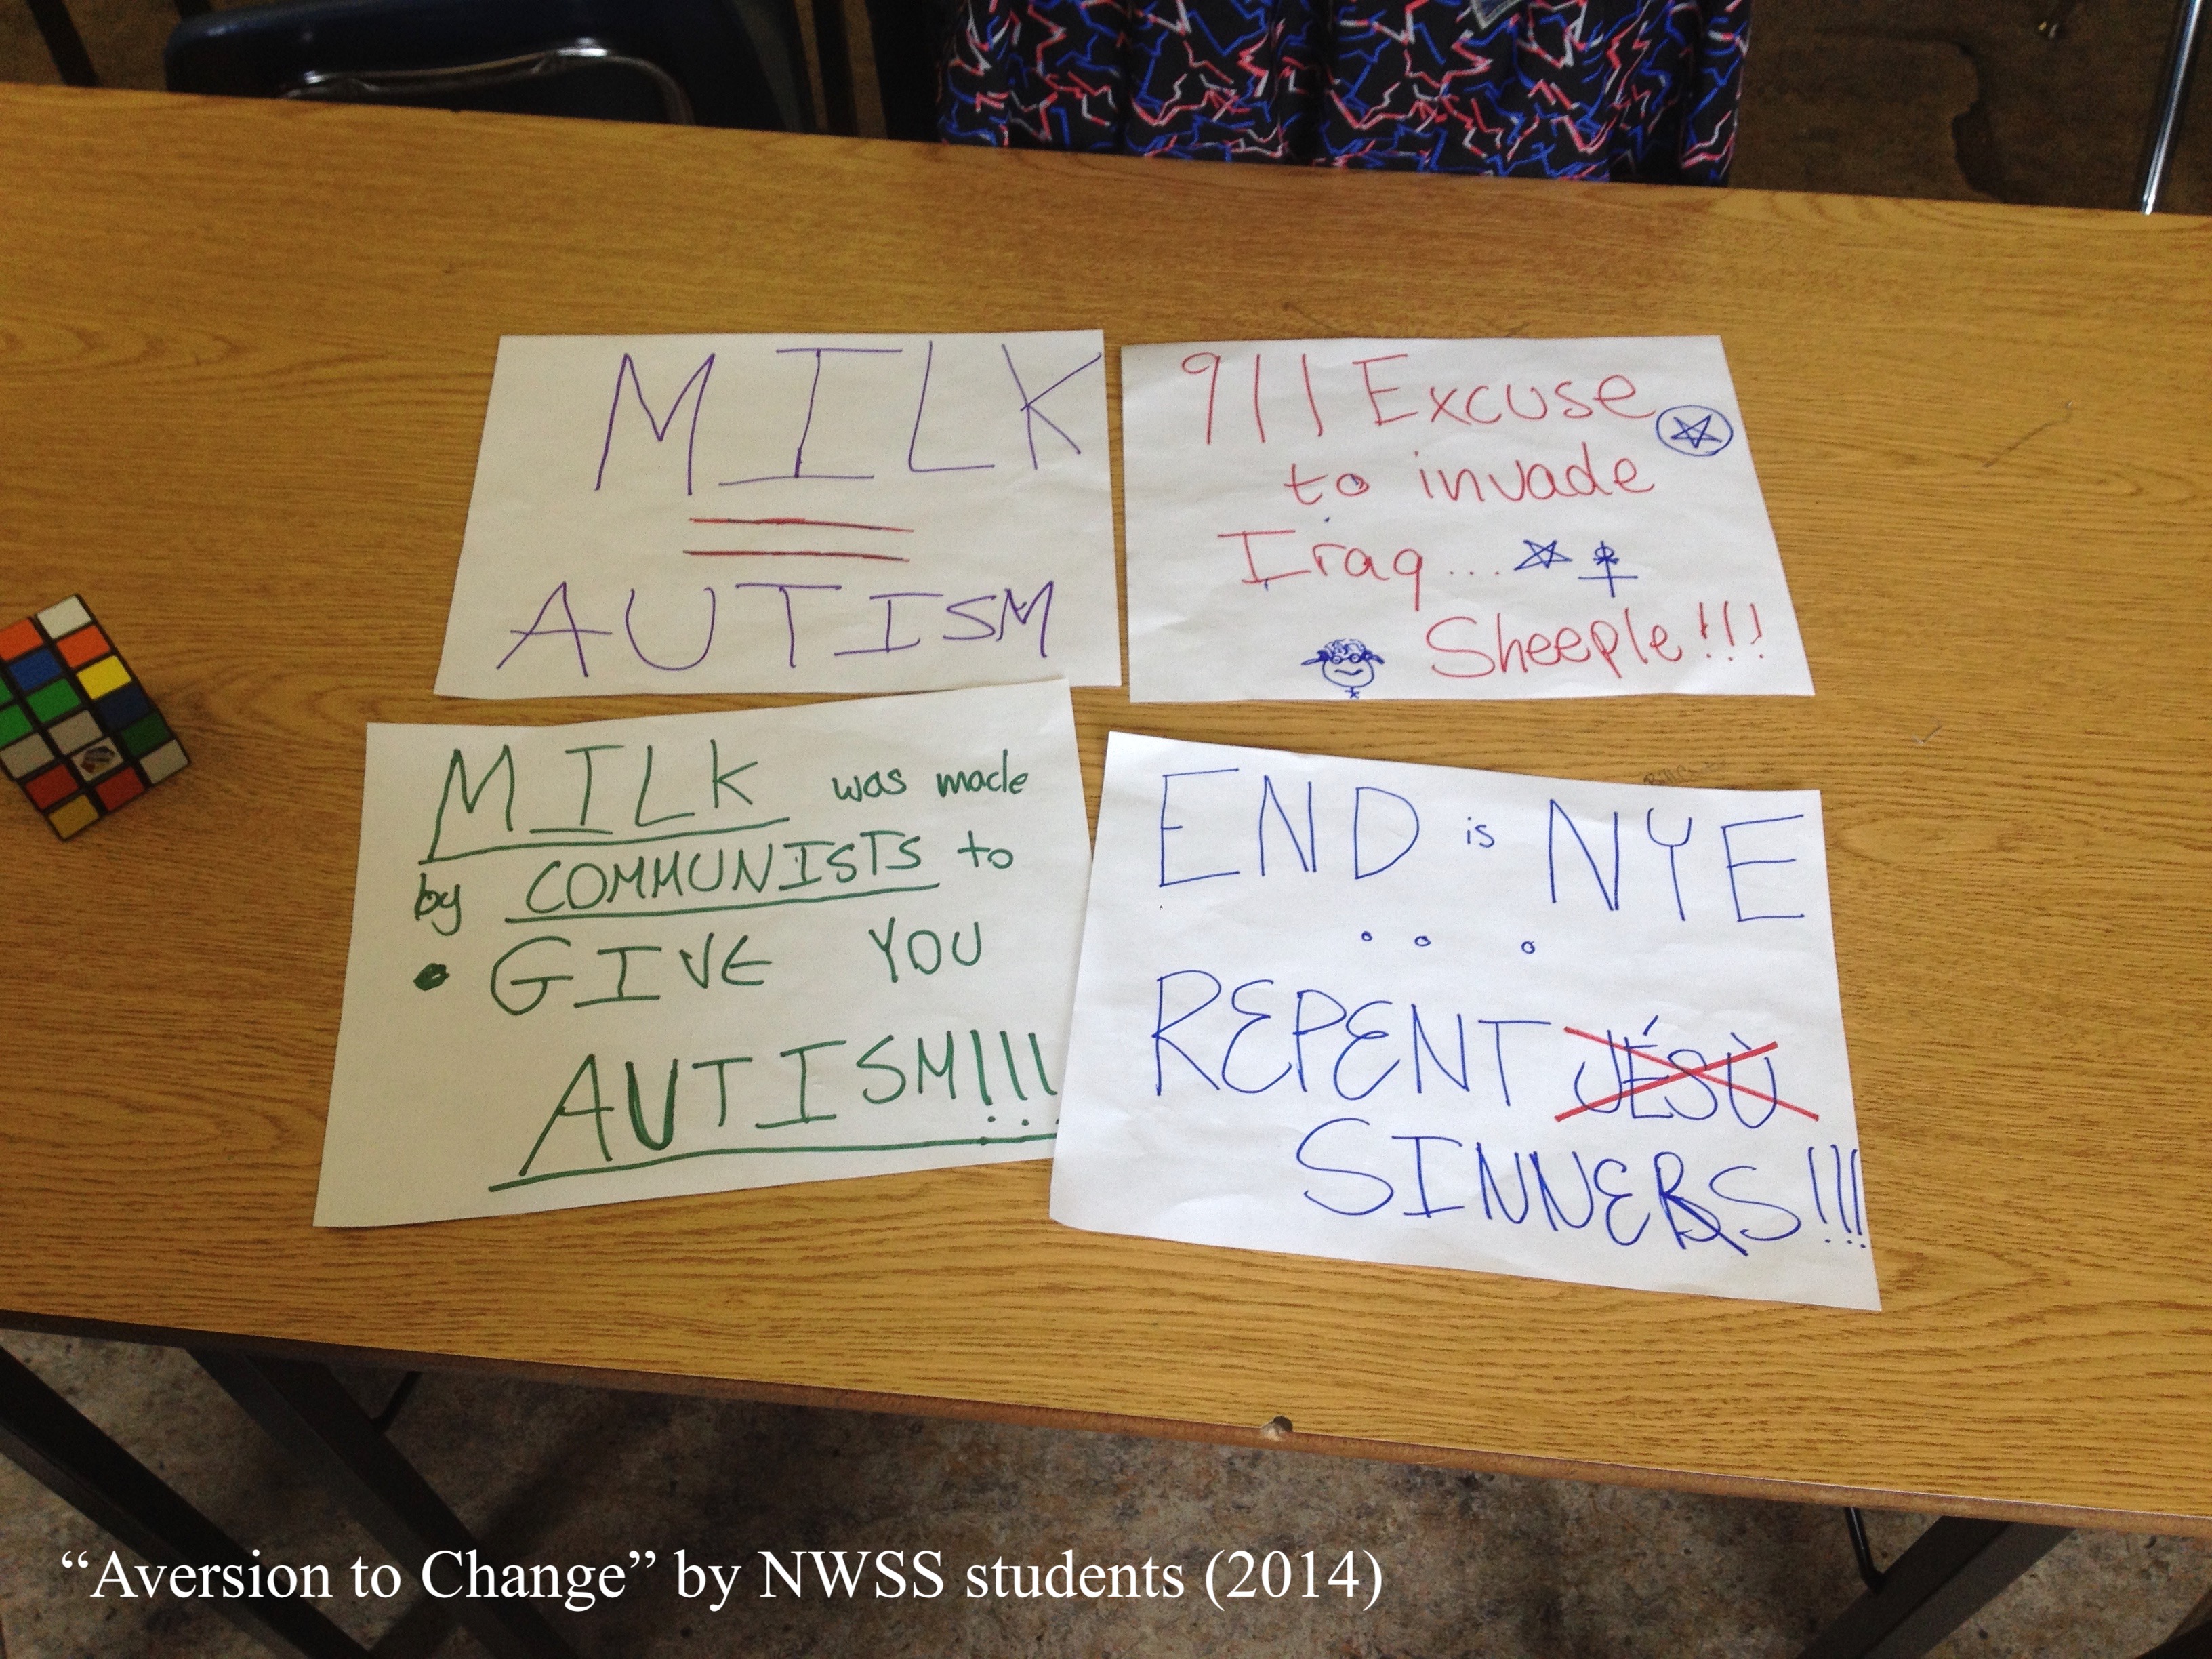 MILK
=
AUTISM
911 Excuse
to invade
Iraq...
Sheeple!!!
MILK was made
by COMMUNISTS to
• GIVE YOU
AUTISM!!!
END is NYE
...
REPENT JÉSÙ
SINNERS!!!
“Aversion to Change” by NWSS students (2014)